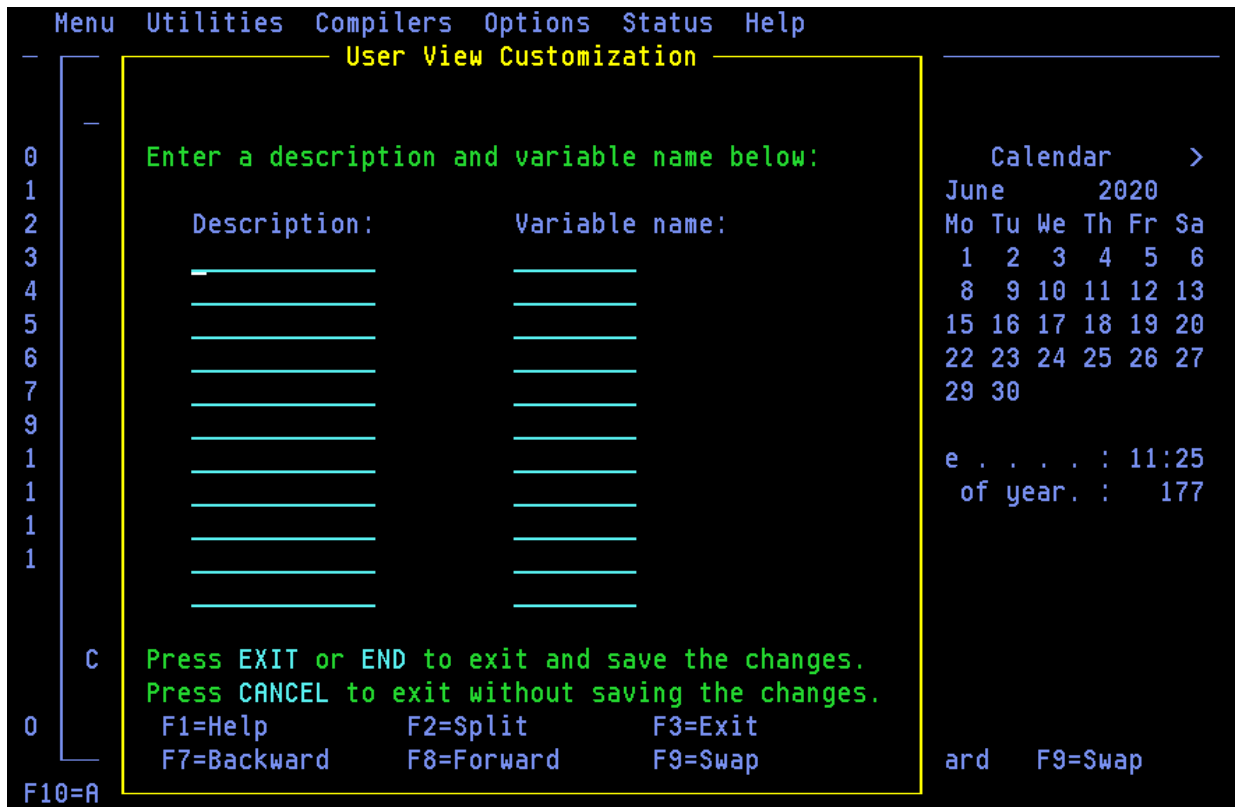 Menu Utilities Compilers Options Status Help
User View Customization
0 Enter a description and variable name below: Calendar >
1 June 2020
2 Description: Variable name: Mo Tu We Th Fr Sa
3 1 2 3 4 5 6
4 8 9 10 11 12 13
5 15 16 17 18 19 20
6 22 23 24 25 26 27
7 29 30
9
1 e . . . . : 11:25
1 of year. : 177
1
1
C Press EXIT or END to exit and save the changes.
Press CANCEL to exit without saving the changes.
O F1=Help F2=Split F3=Exit
F7=Backward F8=Forward F9=Swap ard F9=Swap
F10=A